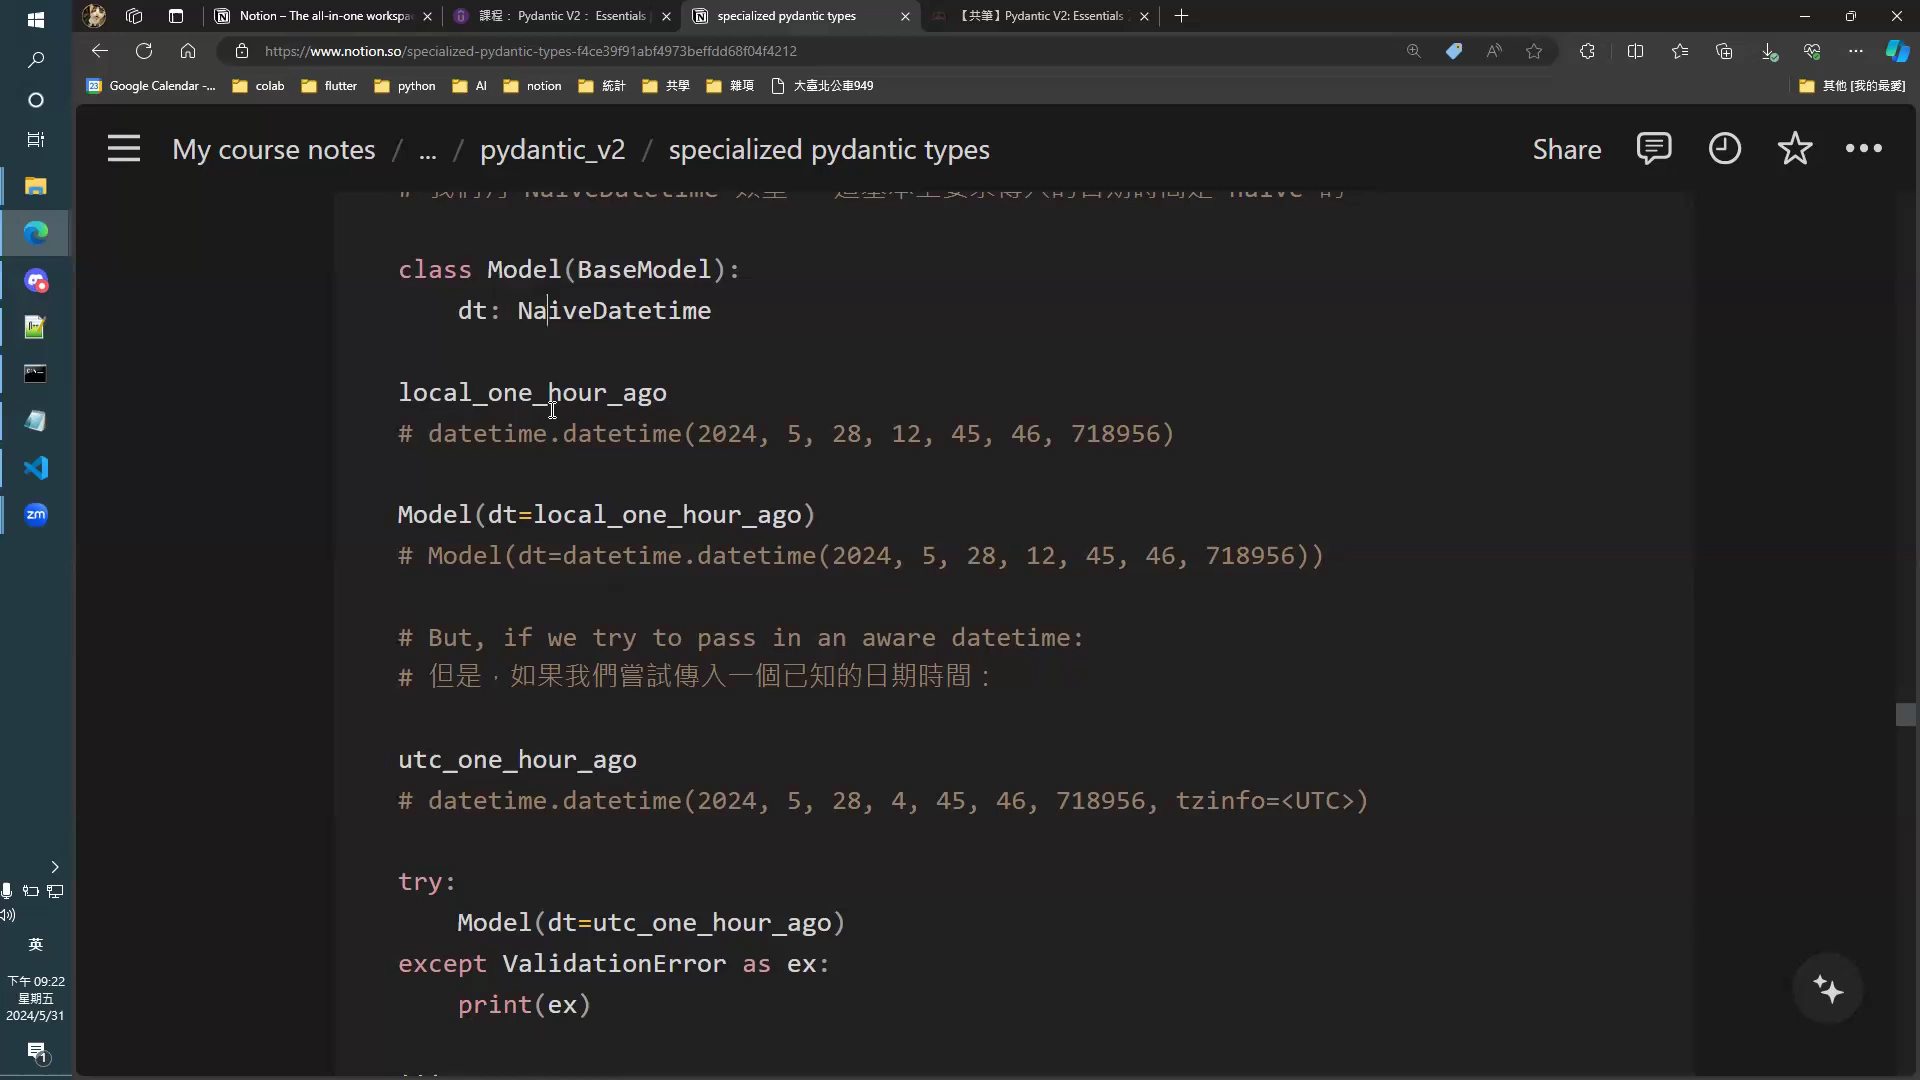 Notion – The all-in-one workspa
課程： Pydantic V2： Essentials
specialized pydantic types
【共筆】Pydantic V2: Essentials
https://www.notion.so/specialized-pydantic-types-f4ce39f91abf4973beffdd68f04f4212
Google Calendar -...
colab
flutter
python
AI
notion
統計
共學
雜項
大臺北公車949
其他 [我的最愛]
My course notes / ... / pydantic_v2 / specialized pydantic types
Share
class Model(BaseModel):
dt: NaiveDatetime
local_one_hour_ago
# datetime.datetime(2024, 5, 28, 12, 45, 46, 718956)
Model(dt=local_one_hour_ago)
# Model(dt=datetime.datetime(2024, 5, 28, 12, 45, 46, 718956))
# But, if we try to pass in an aware datetime:
# 但是，如果我們嘗試傳入一個已知的日期時間：
utc_one_hour_ago
# datetime.datetime(2024, 5, 28, 4, 45, 46, 718956, tzinfo=<UTC>)
try:
Model(dt=utc_one_hour_ago)
except ValidationError as ex:
print(ex)
zm
英
下午 09:22
星期五
2024/5/31
1